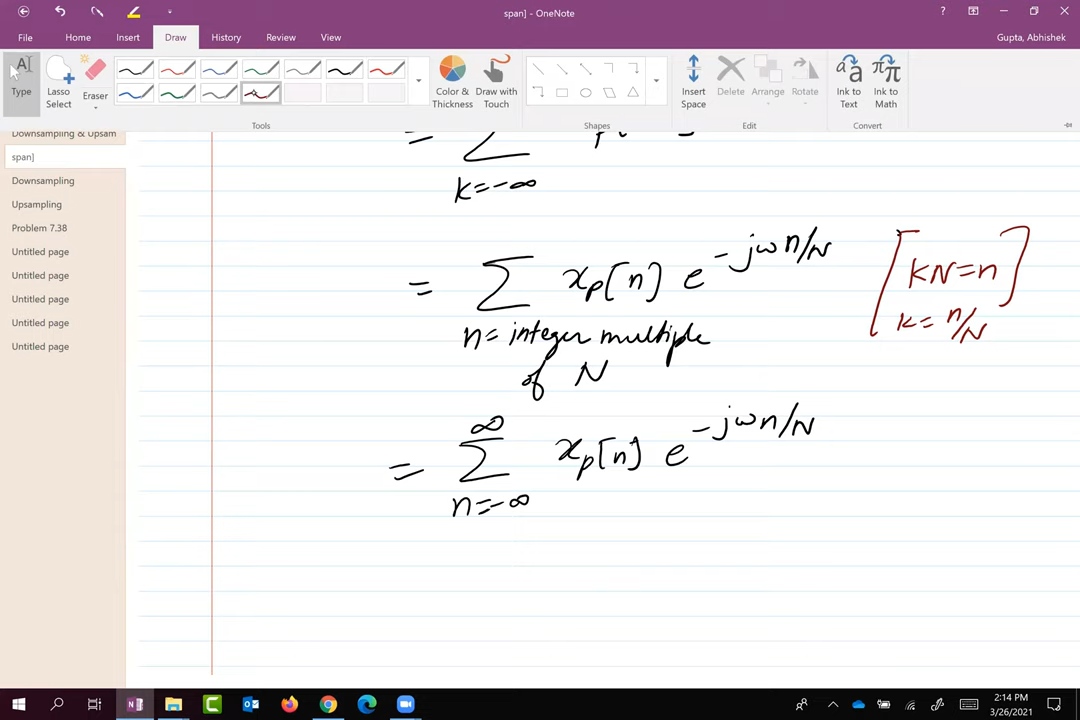 span] - OneNote
File Home Insert Draw History Review View
Gupta, Abhishek
Type
Lasso Select
Eraser
Color & Thickness
Draw with Touch
Insert Space
Delete
Arrange
Rotate
Ink to Text
Ink to Math
Tools Shapes Edit Convert
Downsampling & Upsam
span]
Downsampling
Upsampling
Problem 7.38
Untitled page
Untitled page
Untitled page
Untitled page
Untitled page
= Σ
k=-∞
= Σ x_p[n] e^{-jωn/N} [kN=n]
n= integer multiple k= n/N
of N
∞
= Σ x_p[n] e^{-jωn/N}
n=-∞
2:14 PM
3/26/2021